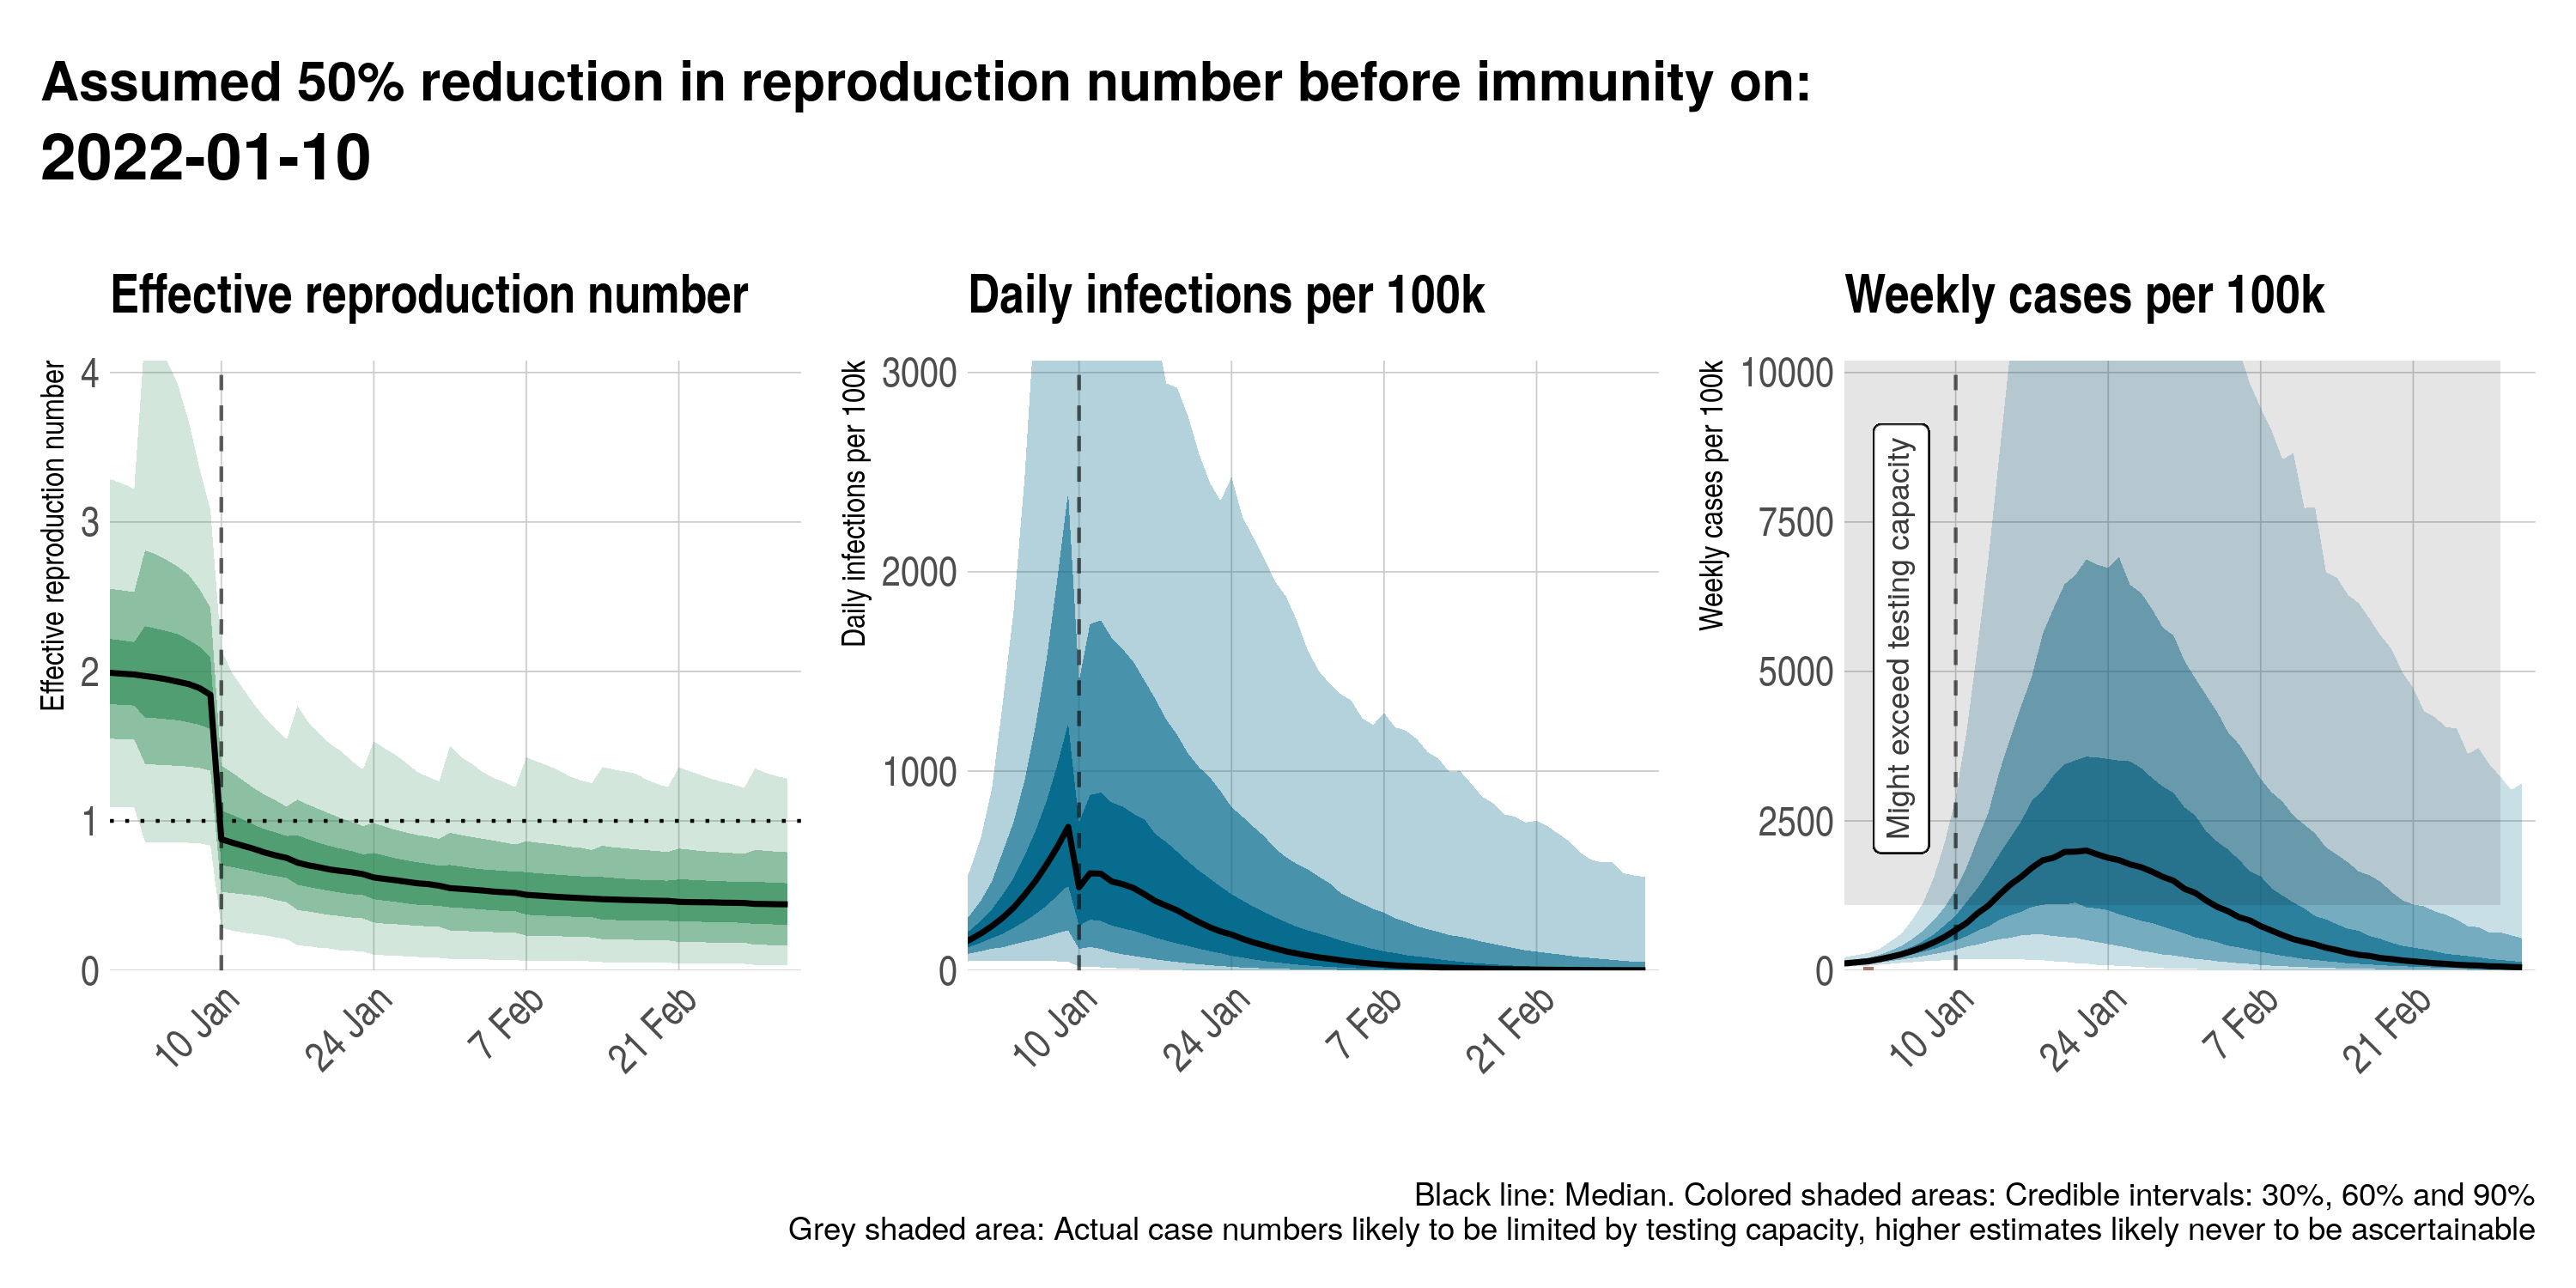 Assumed 50% reduction in reproduction number before immunity on:
2022-01-10
Effective reproduction number
Effective reproduction number
4
3
2
1
0
10 Jan
24 Jan
7 Feb
21 Feb
Daily infections per 100k
Daily infections per 100k
3000
2000
1000
0
10 Jan
24 Jan
7 Feb
21 Feb
Weekly cases per 100k
Weekly cases per 100k
10000
7500
5000
2500
0
Might exceed testing capacity
10 Jan
24 Jan
7 Feb
21 Feb
Black line: Median. Colored shaded areas: Credible intervals: 30%, 60% and 90%
Grey shaded area: Actual case numbers likely to be limited by testing capacity, higher estimates likely never to be ascertainable